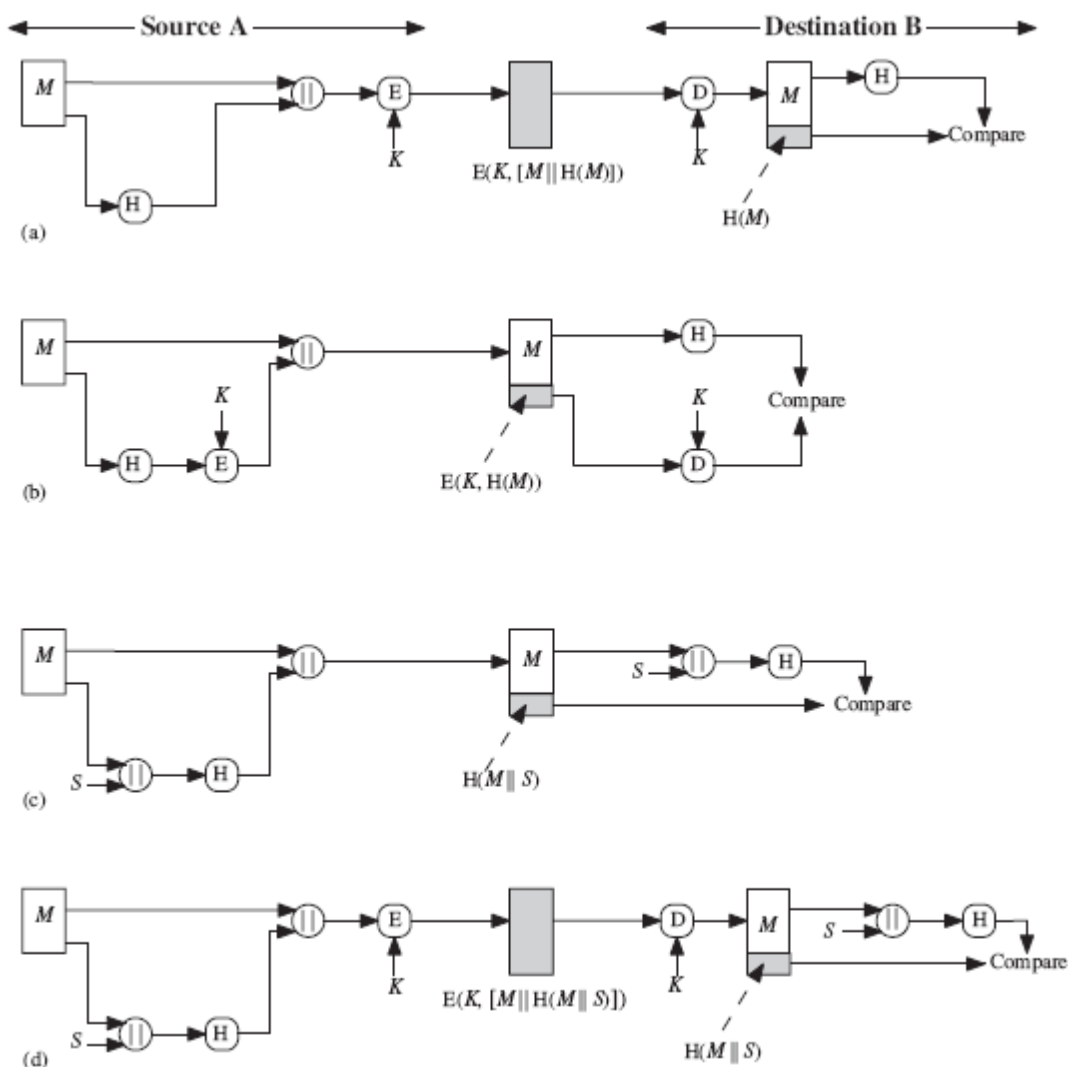 Source A Destination B
M || E D M H
K K Compare
E(K, [M || H(M)])
H
H(M)
(a)
M || M H
K K Compare
H E D
E(K, H(M))
(b)
M || M || H
S Compare
S || H
H(M || S)
(c)
M || E D M || H
S
K K Compare
E(K, [M || H(M || S)])
S || H
H(M || S)
(d)